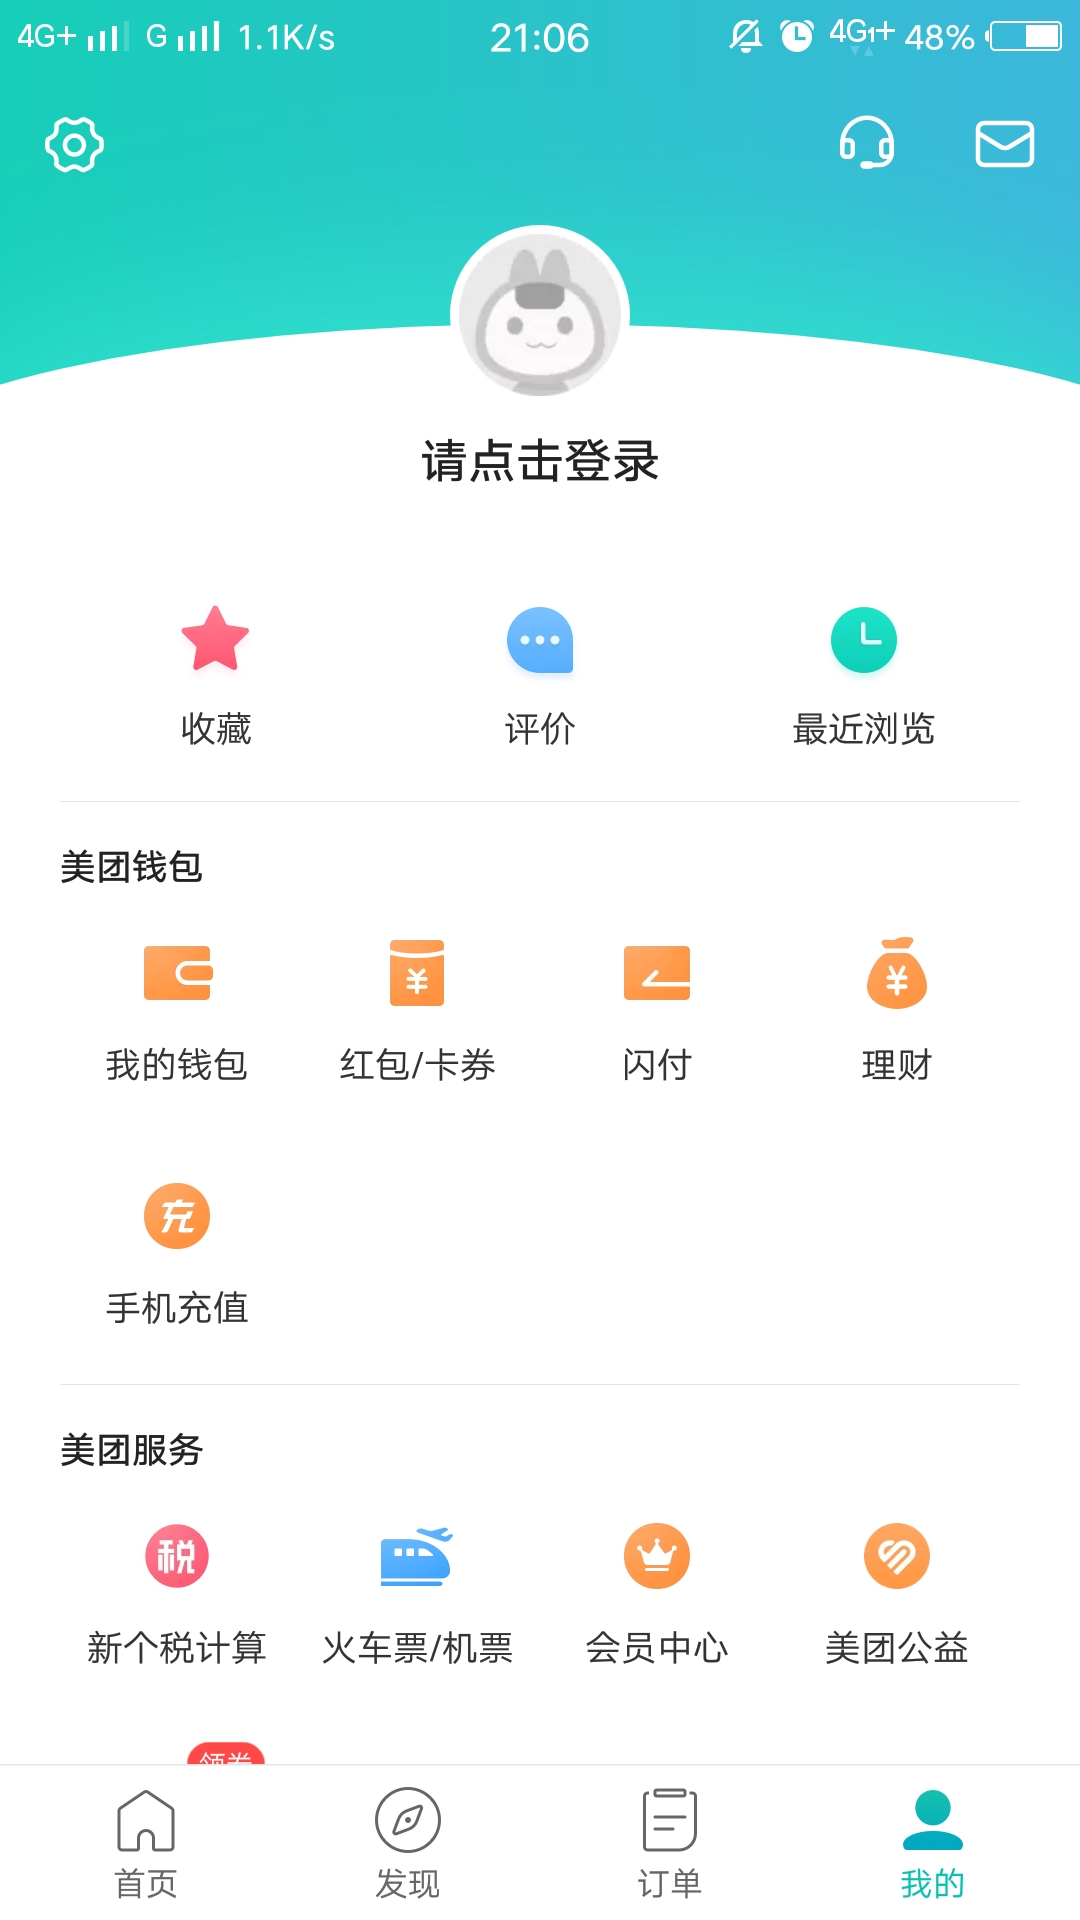 4G+ G 1.1K/s 21:06 4G1+ 48%
请点击登录
收藏 评价 最近浏览
美团钱包
¥ ¥
我的钱包 红包/卡券 闪付 理财
充
手机充值
美团服务
税
新个税计算 火车票/机票 会员中心 美团公益
领券
首页 发现 订单 我的